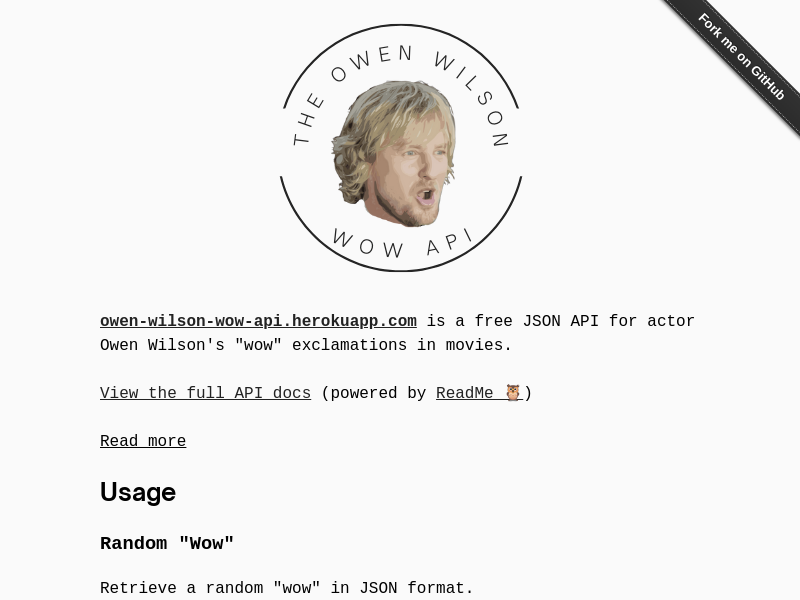 THE OWEN WILSON
WOW API
Fork me on GitHub
owen-wilson-wow-api.herokuapp.com is a free JSON API for actor
Owen Wilson's "wow" exclamations in movies.
View the full API docs (powered by ReadMe 🦉)
Read more
Usage
Random "Wow"
Retrieve a random "wow" in JSON format.